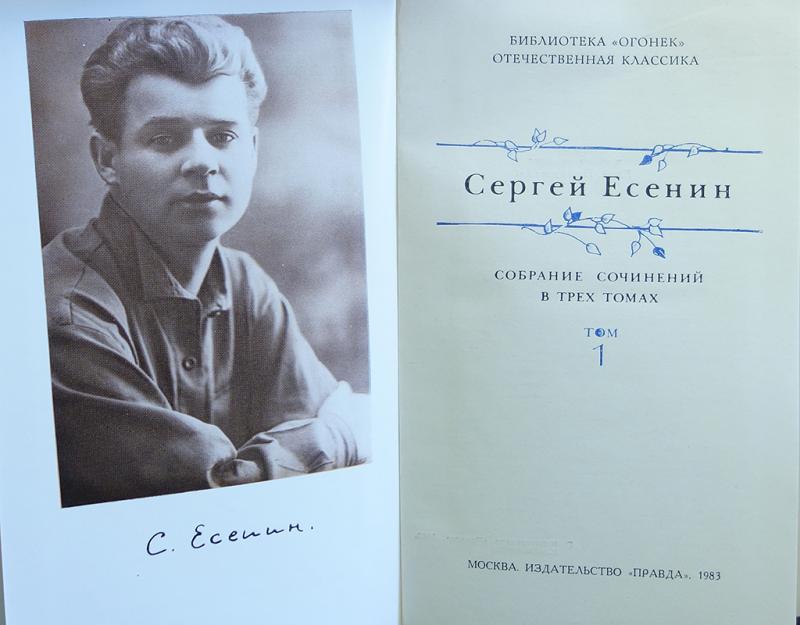 С. Есенин.
БИБЛИОТЕКА «ОГОНЕК»
ОТЕЧЕСТВЕННАЯ КЛАССИКА
Сергей Есенин
СОБРАНИЕ СОЧИНЕНИЙ
В ТРЕХ ТОМАХ
ТОМ
1
МОСКВА. ИЗДАТЕЛЬСТВО «ПРАВДА». 1983